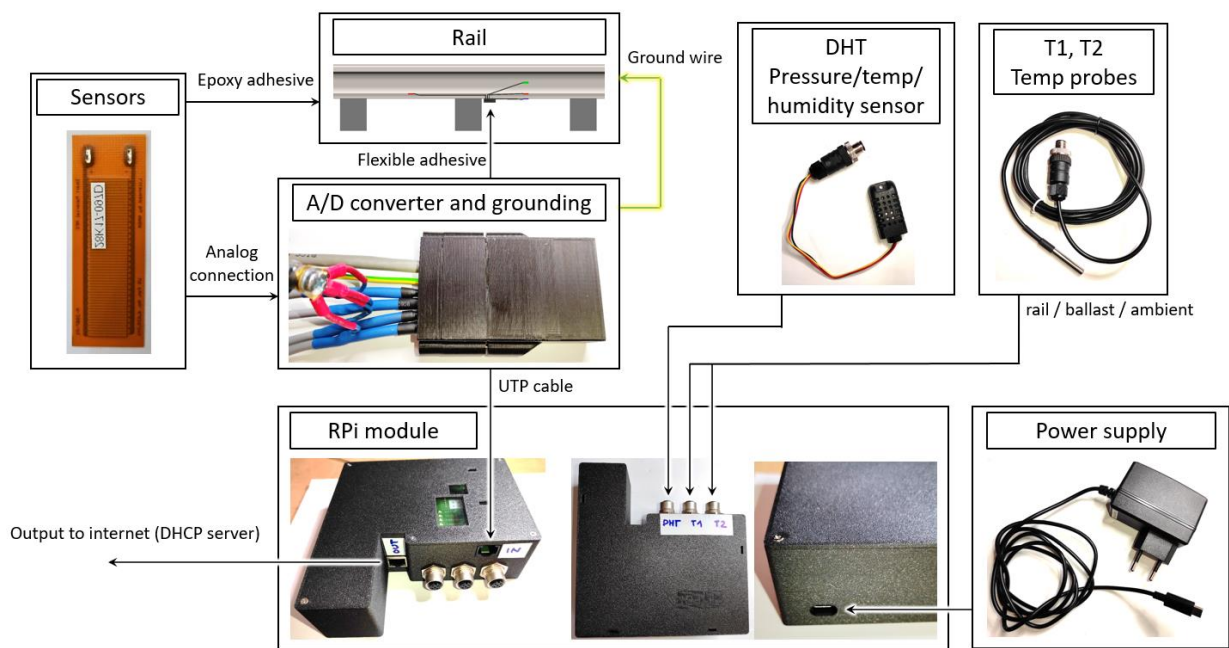 Rail
Sensors
Epoxy adhesive
Ground wire
DHT
Pressure/temp/
humidity sensor
T1, T2
Temp probes
Flexible adhesive
A/D converter and grounding
Analog
connection
28K17-097D
rail / ballast / ambient
UTP cable
RPi module
Power supply
Output to internet (DHCP server)
OUT
IN
DHT T1 T2